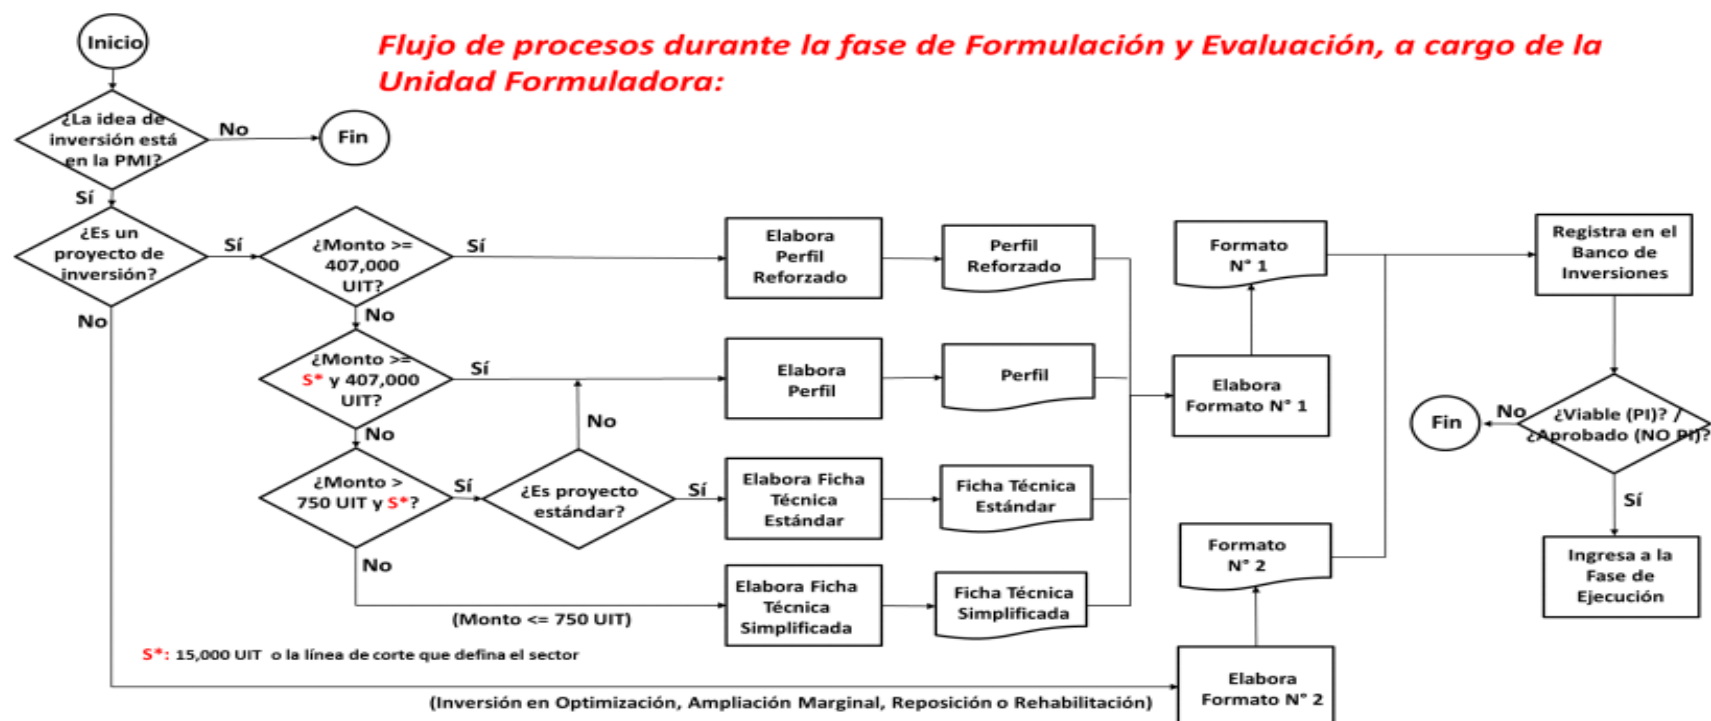 Inicio
Flujo de procesos durante la fase de Formulación y Evaluación, a cargo de la
Unidad Formuladora:
¿La idea de
inversión está
en la PMI?
No
Fin
Sí
¿Es un
proyecto de
inversión?
Sí
No
¿Monto >=
407,000
UIT?
Sí
No
Elabora
Perfil
Reforzado
Perfil
Reforzado
Formato
N° 1
Registra en el
Banco de
Inversiones
¿Monto >=
S* y 407,000
UIT?
Sí
No
No
Elabora
Perfil
Perfil
Elabora
Formato N° 1
Fin
No
¿Viable (PI)? /
¿Aprobado (NO PI)?
Sí
¿Monto >
750 UIT y S*?
Sí
No
¿Es proyecto
estándar?
Sí
Elabora Ficha
Técnica
Estándar
Ficha Técnica
Estándar
Formato
N° 2
Ingresa a la
Fase de
Ejecución
(Monto <= 750 UIT)
Elabora Ficha
Técnica
Simplificada
Ficha Técnica
Simplificada
S*: 15,000 UIT o la línea de corte que defina el sector
(Inversión en Optimización, Ampliación Marginal, Reposición o Rehabilitación)
Elabora
Formato N° 2